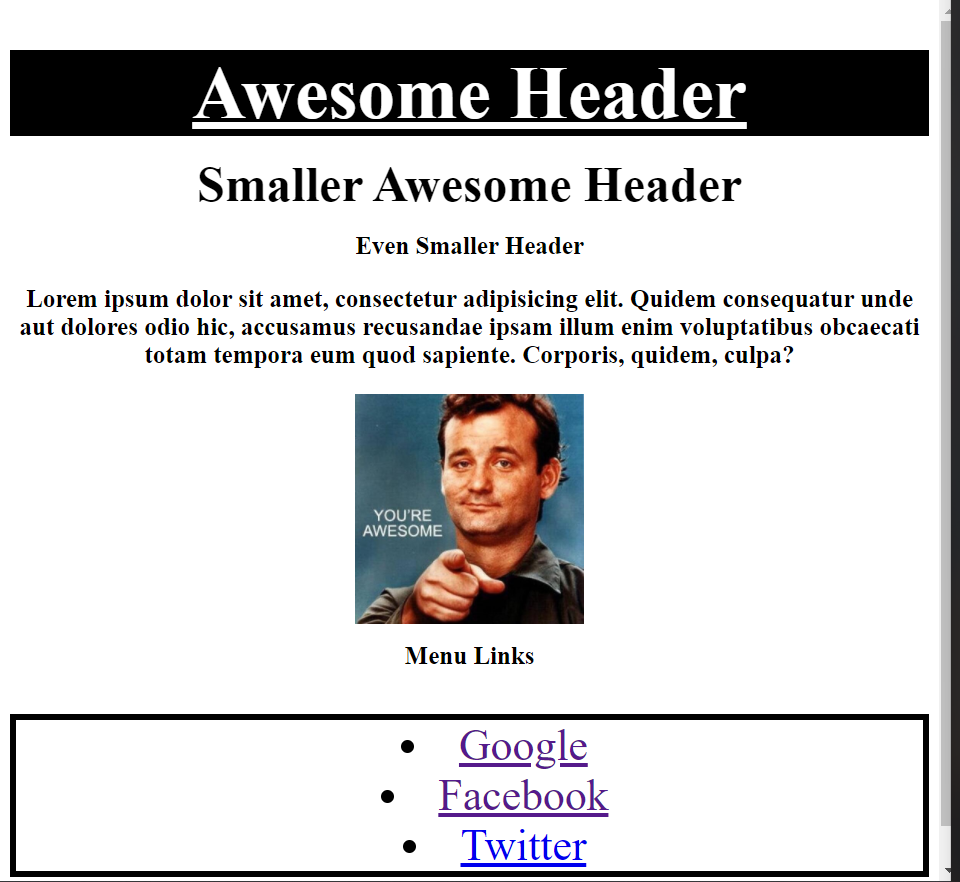 Awesome Header
Smaller Awesome Header
Even Smaller Header
Lorem ipsum dolor sit amet, consectetur adipisicing elit. Quidem consequatur unde
aut dolores odio hic, accusamus recusandae ipsam illum enim voluptatibus obcaecati
totam tempora eum quod sapiente. Corporis, quidem, culpa?
YOU'RE
AWESOME
Menu Links
Google
Facebook
Twitter